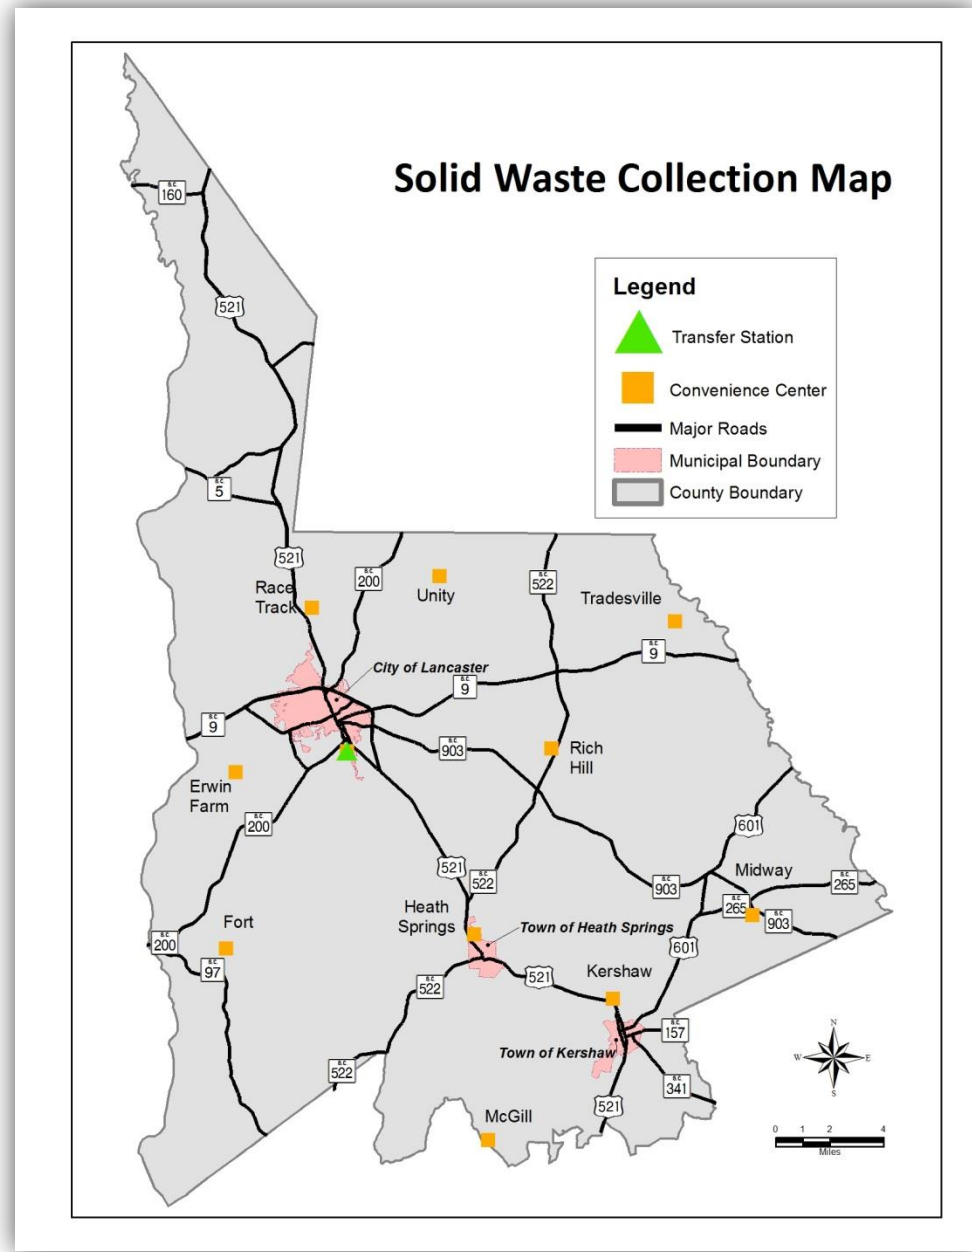 Solid Waste Collection Map
Legend
Transfer Station
Convenience Center
Major Roads
Municipal Boundary
County Boundary
S.C.
160
521
S.C.
5
521
Race
Track
S.C.
200
Unity
S.C.
522
Tradesville
City of Lancaster
S.C.
9
S.C.
9
S.C.
9
S.C.
903
Rich
Hill
Erwin
Farm
S.C.
200
601
521
S.C.
522
S.C.
903
Midway
S.C.
265
S.C.
265
S.C.
903
Heath
Springs
Town of Heath Springs
Fort
S.C.
200
S.C.
97
601
521
Kershaw
S.C.
522
S.C.
157
Town of Kershaw
S.C.
522
S.C.
341
521
McGill
N
W
E
S
0 1 2 4
Miles